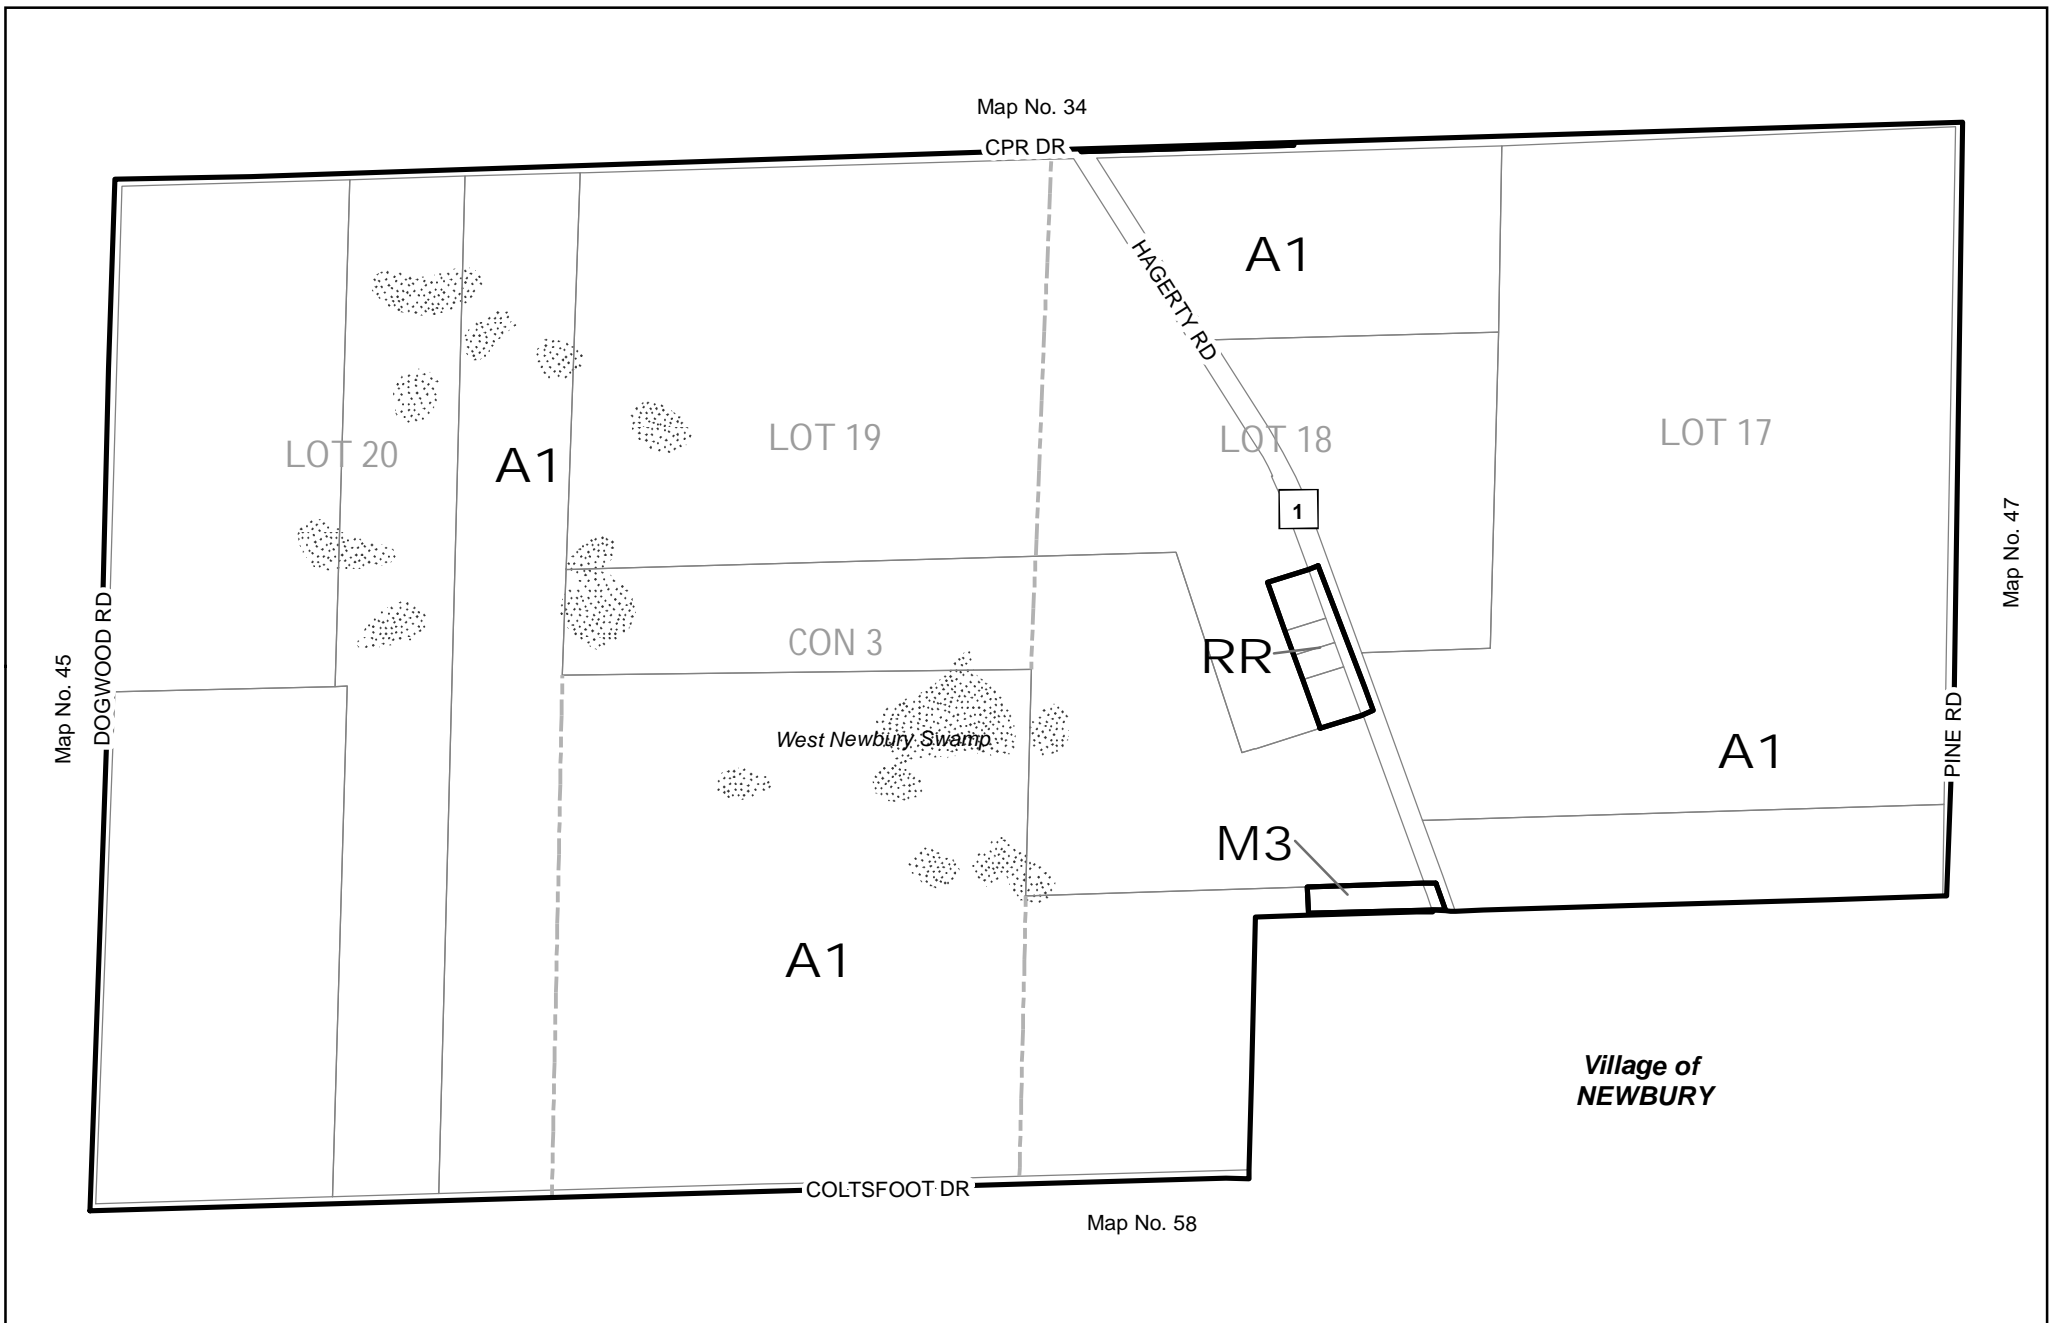 Map No. 34
CPR DR
A1
HAGERTY RD
LOT 20
A1
LOT 19
LOT 18
LOT 17
1
Map No. 47
DOGWOOD RD
Map No. 45
CON 3
RR
West Newbury Swamp
A1
PINE RD
M3
A1
Village of
NEWBURY
COLTSFOOT DR
Map No. 58